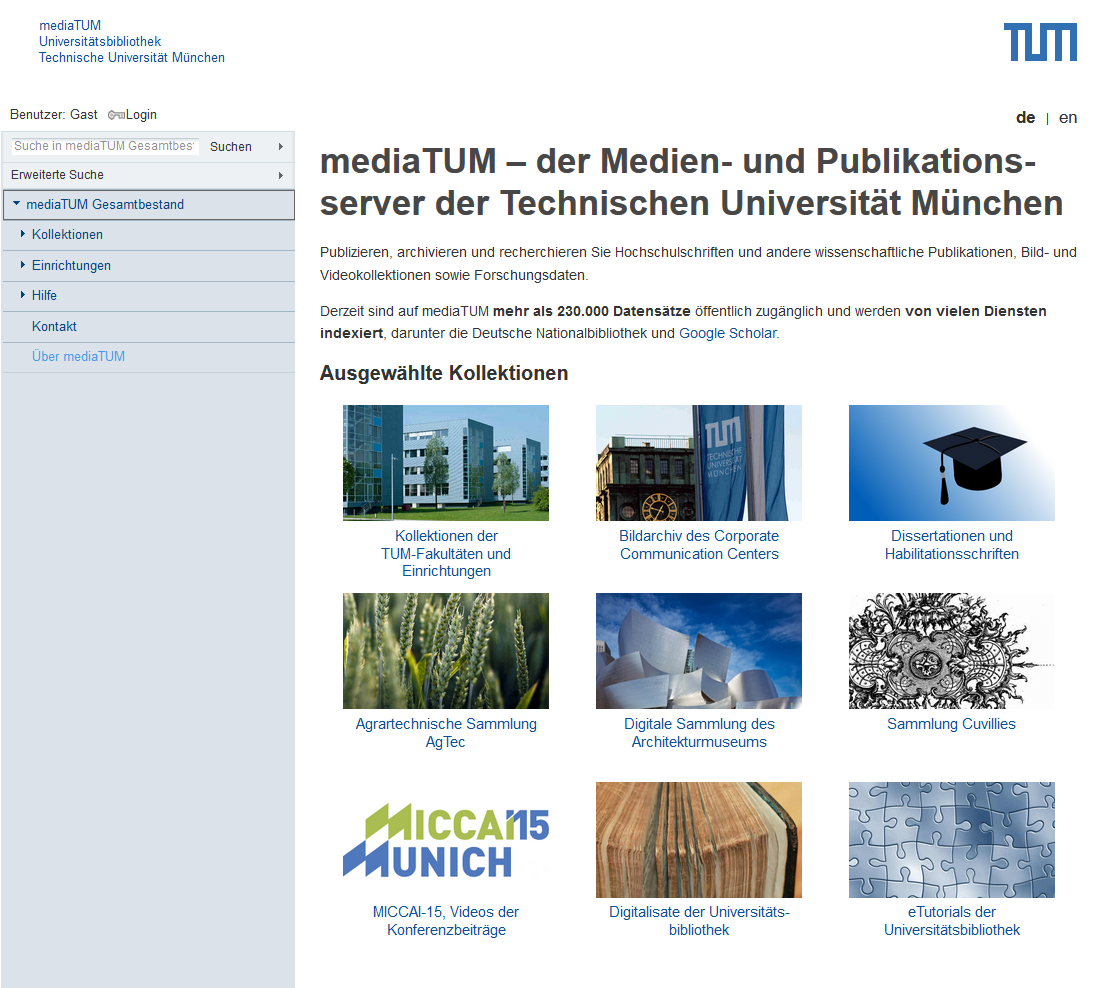 mediaTUM
Universitätsbibliothek
Technische Universität München
TUM
Benutzer: Gast Login
de | en
Suche in mediaTUM Gesamtbes Suchen
Erweiterte Suche
mediaTUM Gesamtbestand
Kollektionen
Einrichtungen
Hilfe
Kontakt
Über mediaTUM
mediaTUM – der Medien- und Publikations-
server der Technischen Universität München
Publizieren, archivieren und recherchieren Sie Hochschulschriften und andere wissenschaftliche Publikationen, Bild- und
Videokollektionen sowie Forschungsdaten.
Derzeit sind auf mediaTUM mehr als 230.000 Datensätze öffentlich zugänglich und werden von vielen Diensten
indexiert, darunter die Deutsche Nationalbibliothek und Google Scholar.
Ausgewählte Kollektionen
TUM
TECHNISCHE
UNIVERSITÄT
MÜNCHEN
Kollektionen der
TUM-Fakultäten und
Einrichtungen
Bildarchiv des Corporate
Communication Centers
Dissertationen und
Habilitationsschriften
Agrartechnische Sammlung
AgTec
Digitale Sammlung des
Architekturmuseums
Sammlung Cuvillies
MICCAI15
MUNICH
MICCAI-15, Videos der
Konferenzbeiträge
Digitalisate der Universitäts-
bibliothek
eTutorials der
Universitätsbibliothek